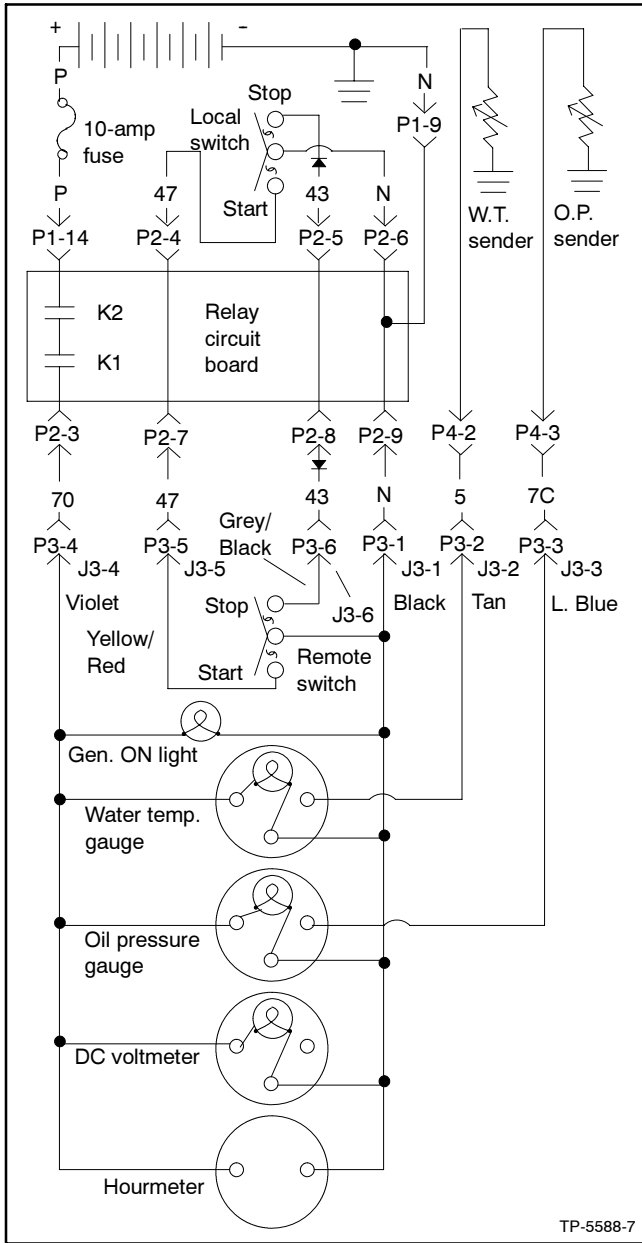 + -
P
10-amp
fuse
P
P1-14
Local
switch
Stop
Start
47
43
N
P2-4
P2-5
P2-6
N
P1-9
W.T.
sender
O.P.
sender
K2
K1
Relay
circuit
board
P2-3
P2-7
P2-8
P2-9
P4-2
P4-3
70
47
43
N
5
7C
Grey/
Black
P3-4
P3-5
P3-6
P3-1
P3-2
P3-3
J3-4
J3-5
J3-6
J3-1
J3-2
J3-3
Violet
Black
Tan
L. Blue
Yellow/
Red
Stop
Start
Remote
switch
Gen. ON light
Water temp.
gauge
Oil pressure
gauge
DC voltmeter
Hourmeter
TP-5588-7